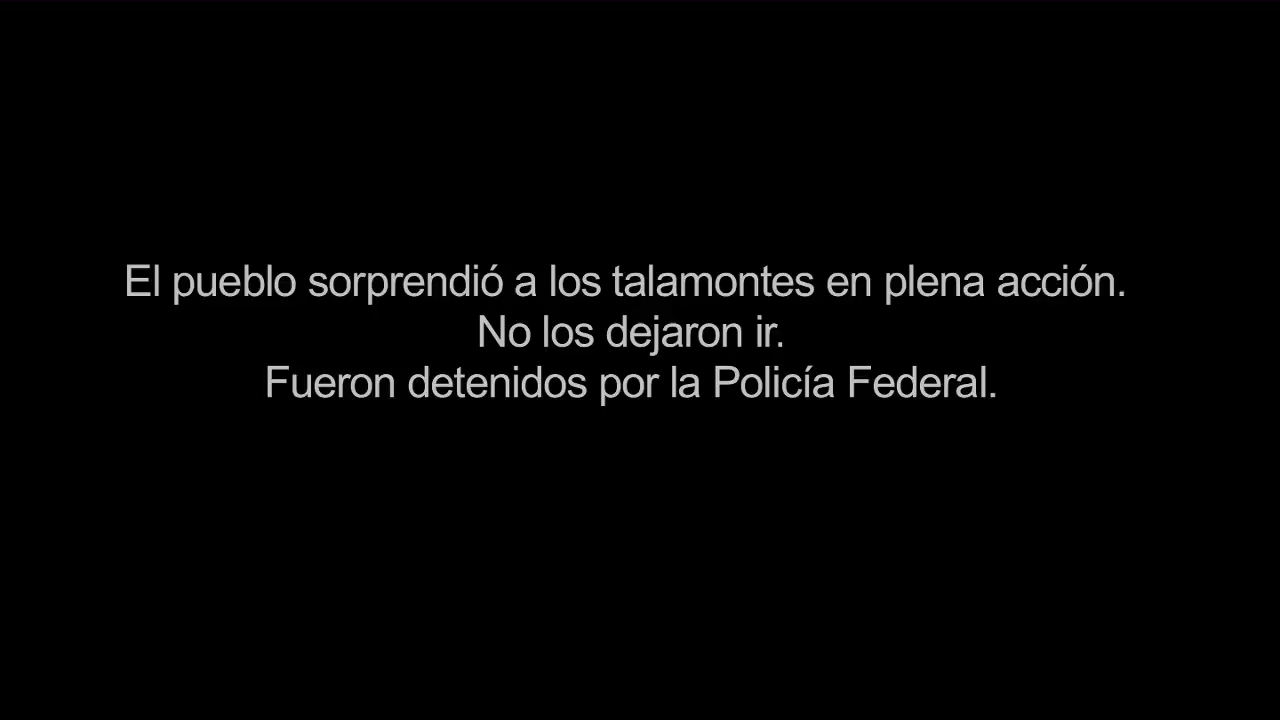 El pueblo sorprendió a los talamontes en plena acción.
No los dejaron ir.
Fueron detenidos por la Policía Federal.